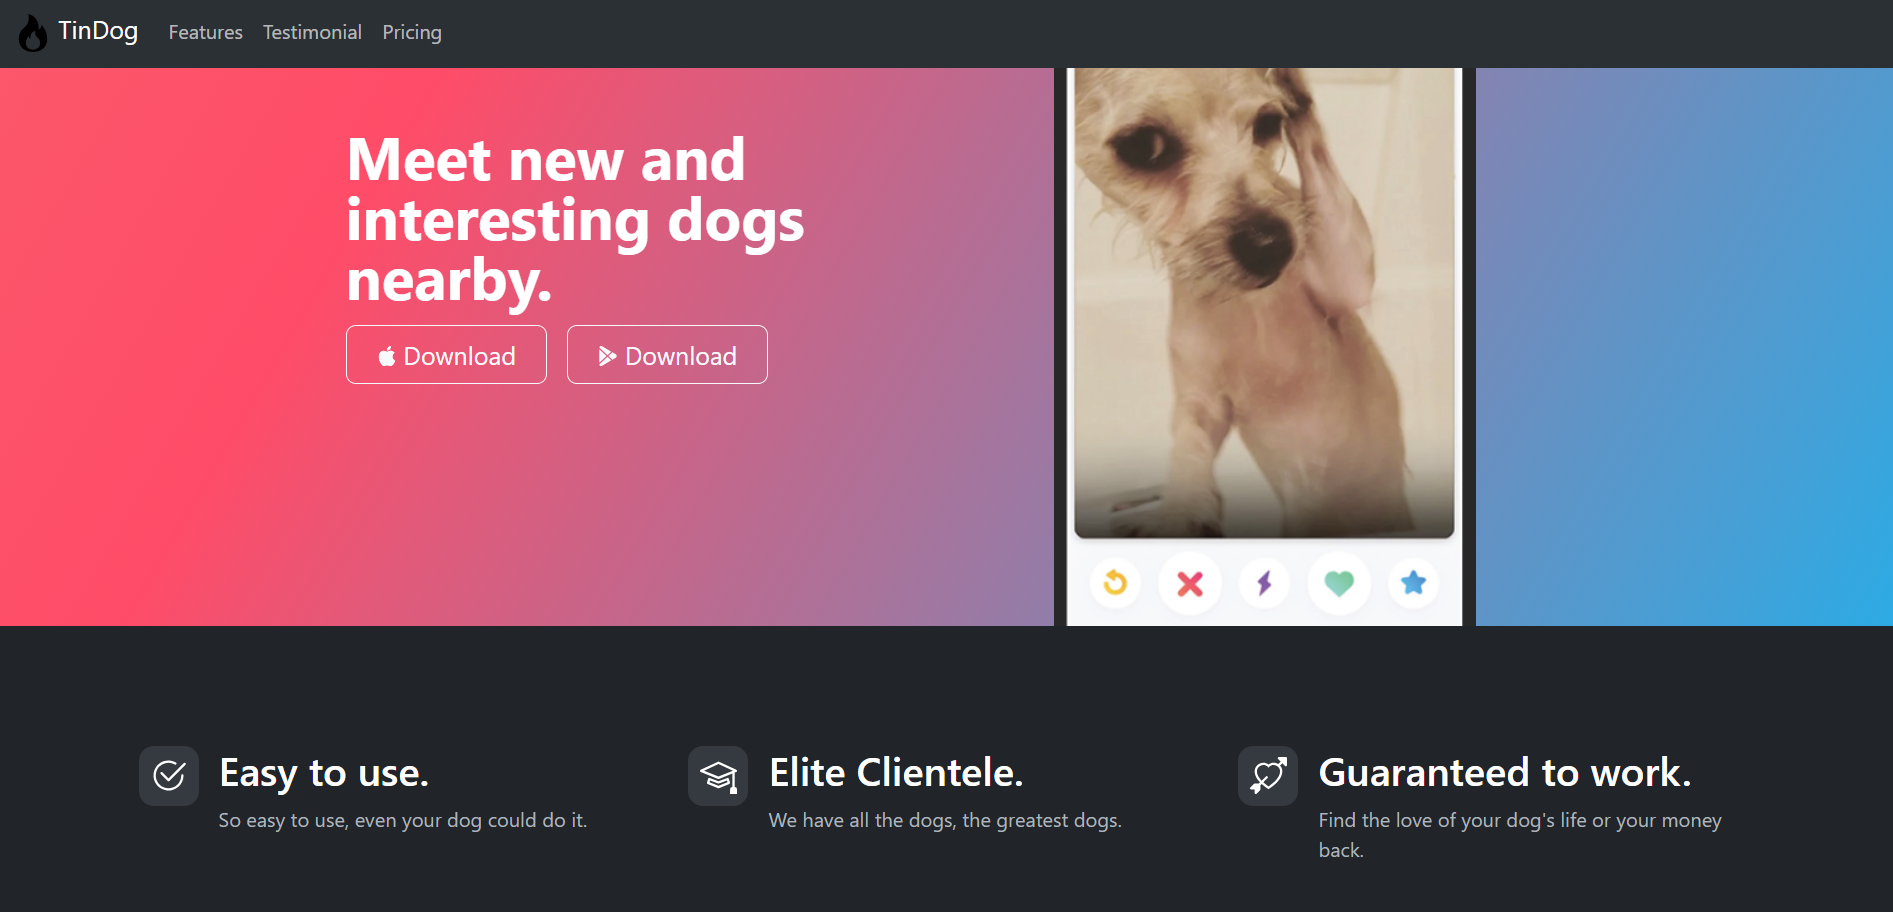 TinDog Features Testimonial Pricing
Meet new and
interesting dogs
nearby.
Download Download
Easy to use.
So easy to use, even your dog could do it.
Elite Clientele.
We have all the dogs, the greatest dogs.
Guaranteed to work.
Find the love of your dog's life or your money
back.